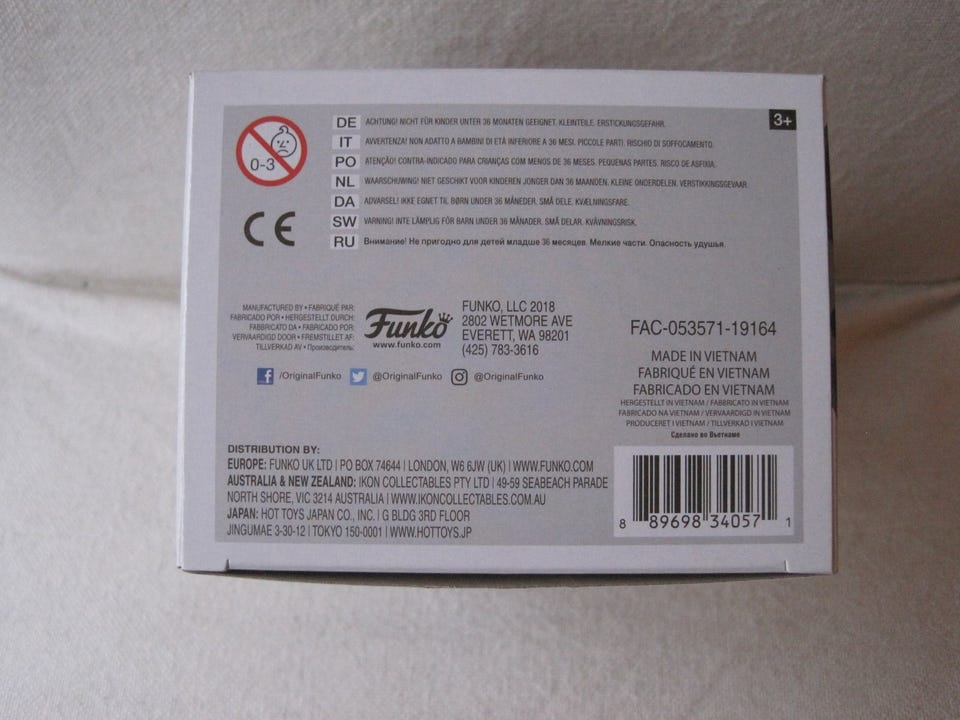 3+
0-3
DE ACHTUNG! NICHT FÜR KINDER UNTER 36 MONATEN GEEIGNET. KLEINTEILE. ERSTICKUNGSGEFAHR.
IT AVVERTENZA! NON ADATTO A BAMBINI DI ETÀ INFERIORE A 36 MESI. PICCOLE PARTI. RISCHIO DI SOFFOCAMENTO.
PO ATENÇÃO! CONTRA-INDICADO PARA CRIANÇAS COM MENOS DE 36 MESES. PEQUENAS PARTES. RISCO DE ASFIXIA.
NL WAARSCHUWING! NIET GESCHIKT VOOR KINDEREN JONGER DAN 36 MAANDEN. KLEINE ONDERDELEN. VERSTIKKINGSGEVAAR.
DA ADVARSEL! IKKE EGNET TIL BØRN UNDER 36 MÅNEDER. SMÅ DELE. KVÆLNINGSFARE.
SW VARNING! INTE LÄMPLIG FÖR BARN UNDER 36 MÅNADER. SMÅ DELAR. KVÄVNINGSRISK.
RU Внимание! Не пригодно для детей младше 36 месяцев. Мелкие части. Опасность удушья.
CE
MANUFACTURED BY • FABRIQUÉ PAR:
FABRICADO POR • HERGESTELLT DURCH:
FABBRICATO DA • FABRICADO POR:
VERVAARDIGD DOOR • FREMSTILLET AF:
TILLVERKAD AV • Производитель:
Funko
www.funko.com
FUNKO, LLC 2018
2802 WETMORE AVE
EVERETT, WA 98201
(425) 783-3616
/OriginalFunko @OriginalFunko @OriginalFunko
FAC-053571-19164
MADE IN VIETNAM
FABRIQUÉ EN VIETNAM
FABRICADO EN VIETNAM
HERGESTELLT IN VIETNAM / FABBRICATO IN VIETNAM
FABRICADO NA VIETNAM / VERVAARDIGD IN VIETNAM
PRODUCERET I VIETNAM / TILLVERKAD I VIETNAM
Сделано во Вьетнаме
DISTRIBUTION BY:
EUROPE: FUNKO UK LTD | PO BOX 74644 | LONDON, W6 6JW (UK) | WWW.FUNKO.COM
AUSTRALIA & NEW ZEALAND: IKON COLLECTABLES PTY LTD | 49-59 SEABEACH PARADE
NORTH SHORE, VIC 3214 AUSTRALIA | WWW.IKONCOLLECTABLES.COM.AU
JAPAN: HOT TOYS JAPAN CO., INC. | G BLDG 3RD FLOOR
JINGUMAE 3-30-12 | TOKYO 150-0001 | WWW.HOTTOYS.JP
8 89698 34057 1